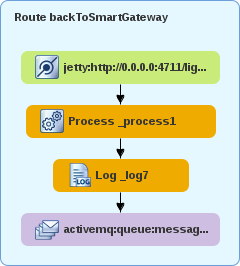 Route backToSmartGateway
jetty:http://0.0.0.0:4711/lig...
Process _process1
LOG
Log _log7
activemq:queue:messag...